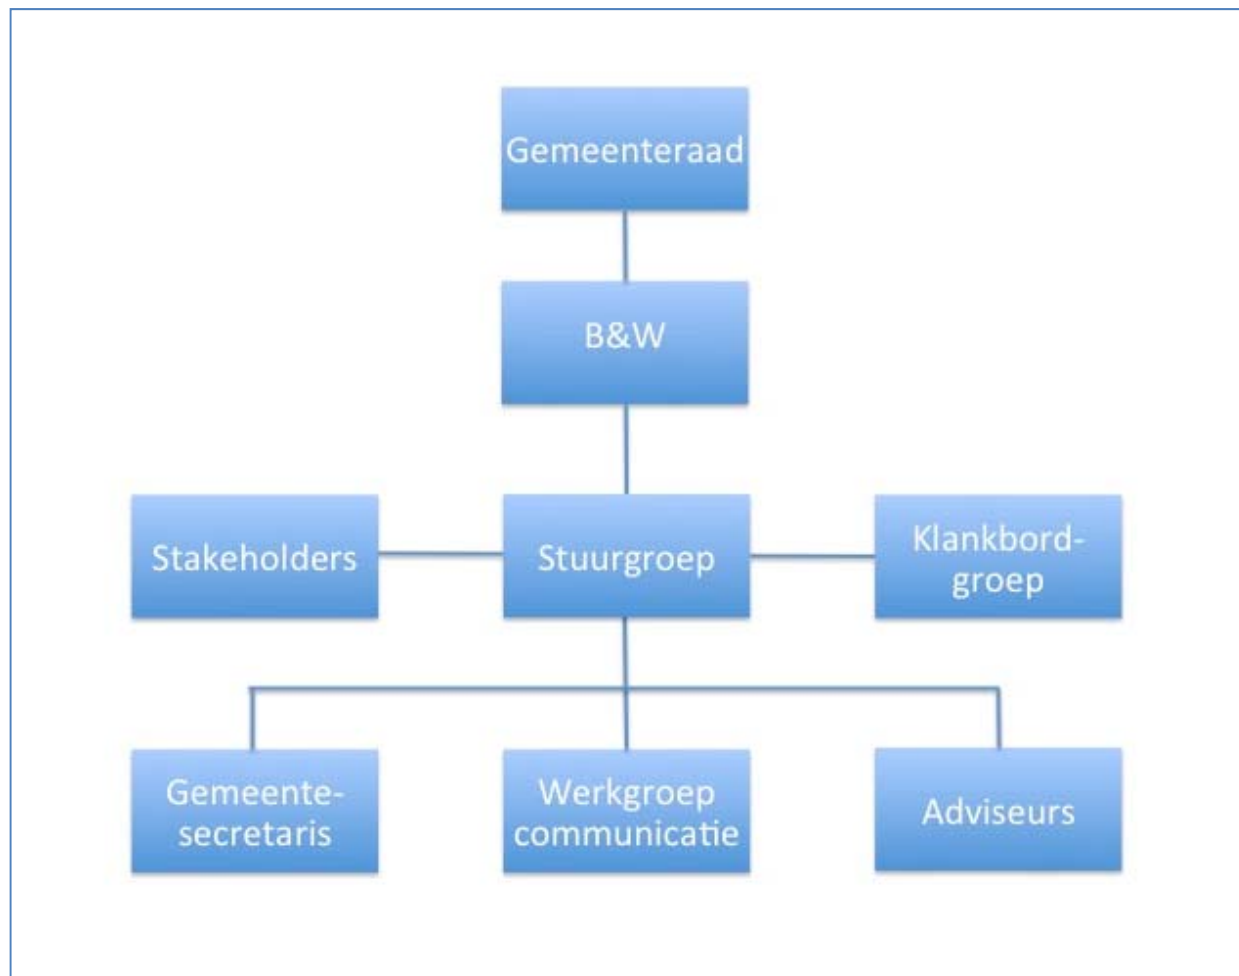 Gemeenteraad
B&W
Stakeholders
Stuurgroep
Klankbord-
groep
Gemeente-
secretaris
Werkgroep
communicatie
Adviseurs